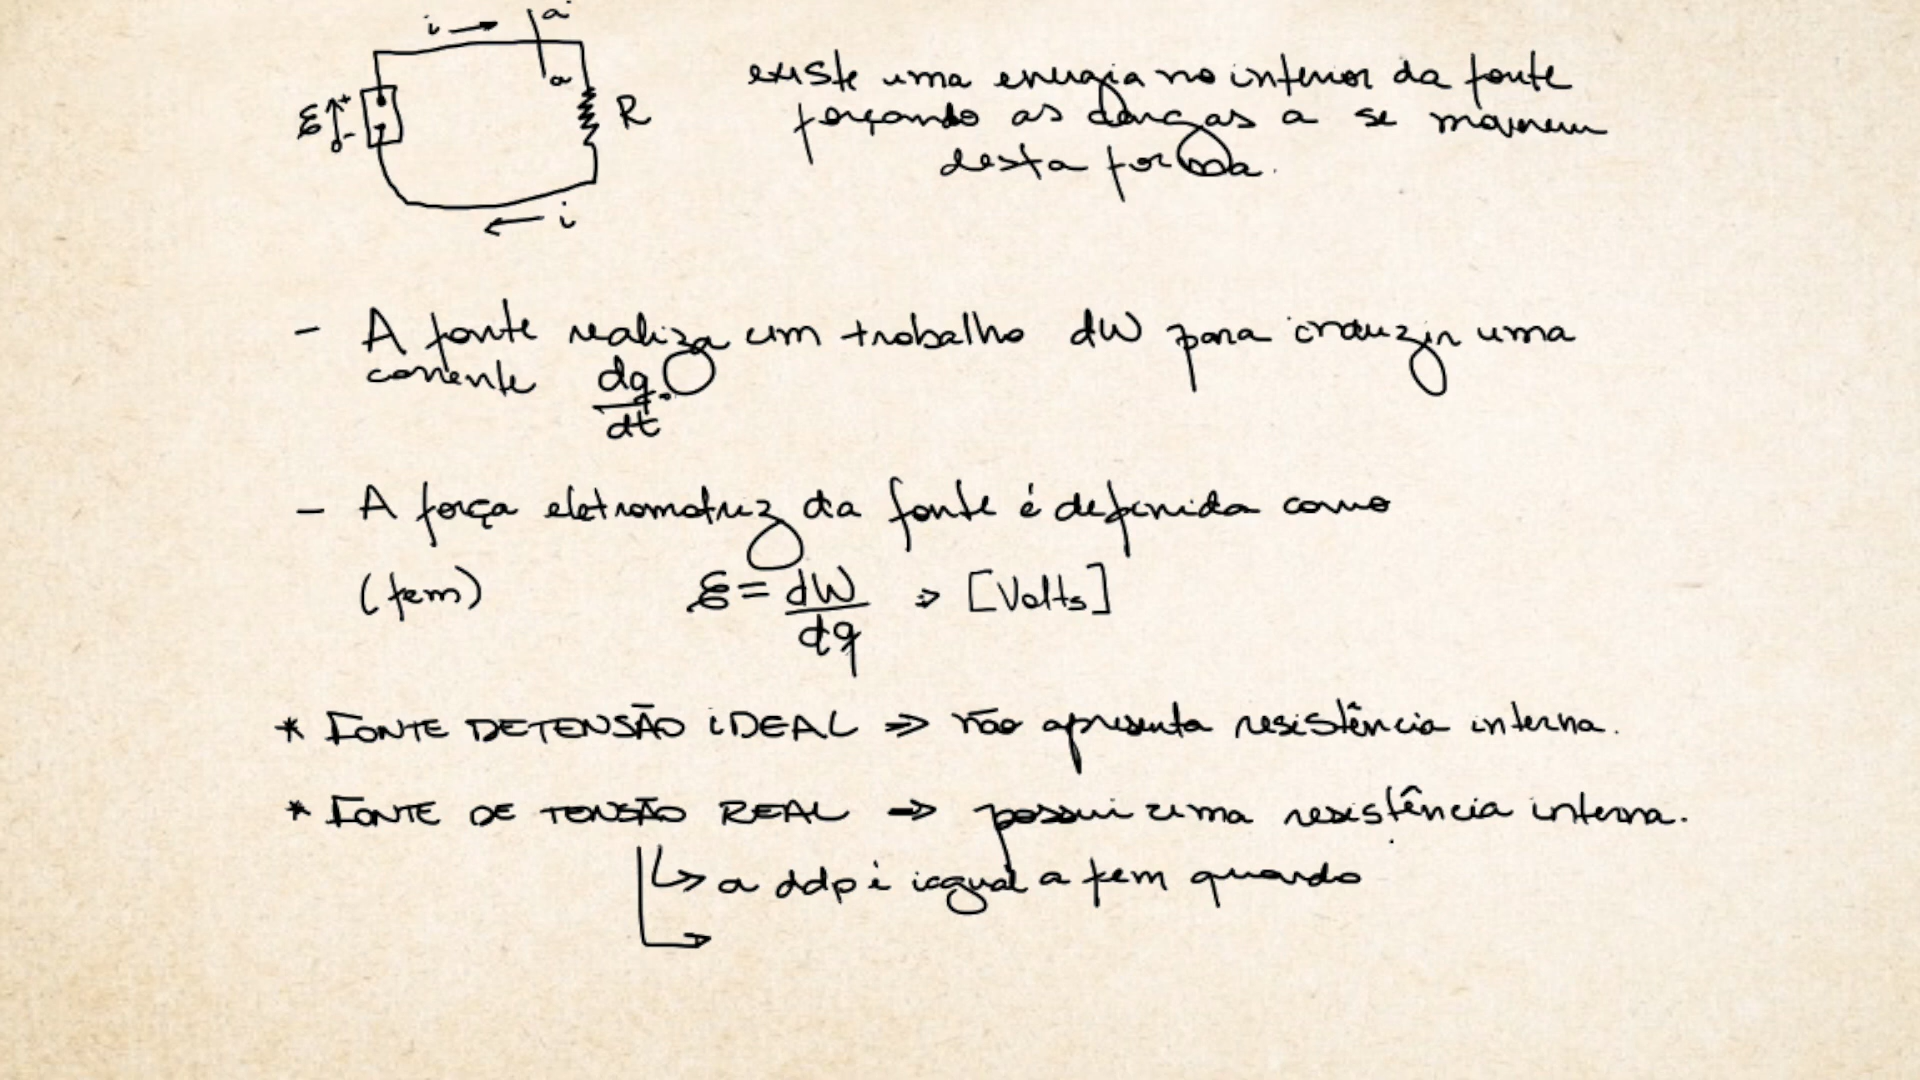 i → a'
a
ℰ + - R
i
existe uma energia no interior da fonte
forçando as cargas a se moverem
desta forma.
- A fonte realiza um trabalho dW para induzir uma
corrente dq/dt.
- A força eletromotriz da fonte é definida como
(fem) ℰ = dW/dq → [Volts]
* FONTE DE TENSÃO IDEAL ⇒ não apresenta resistência interna.
* FONTE DE TENSÃO REAL ⇒ possui uma resistência interna.
↳ a ddp é igual a fem quando